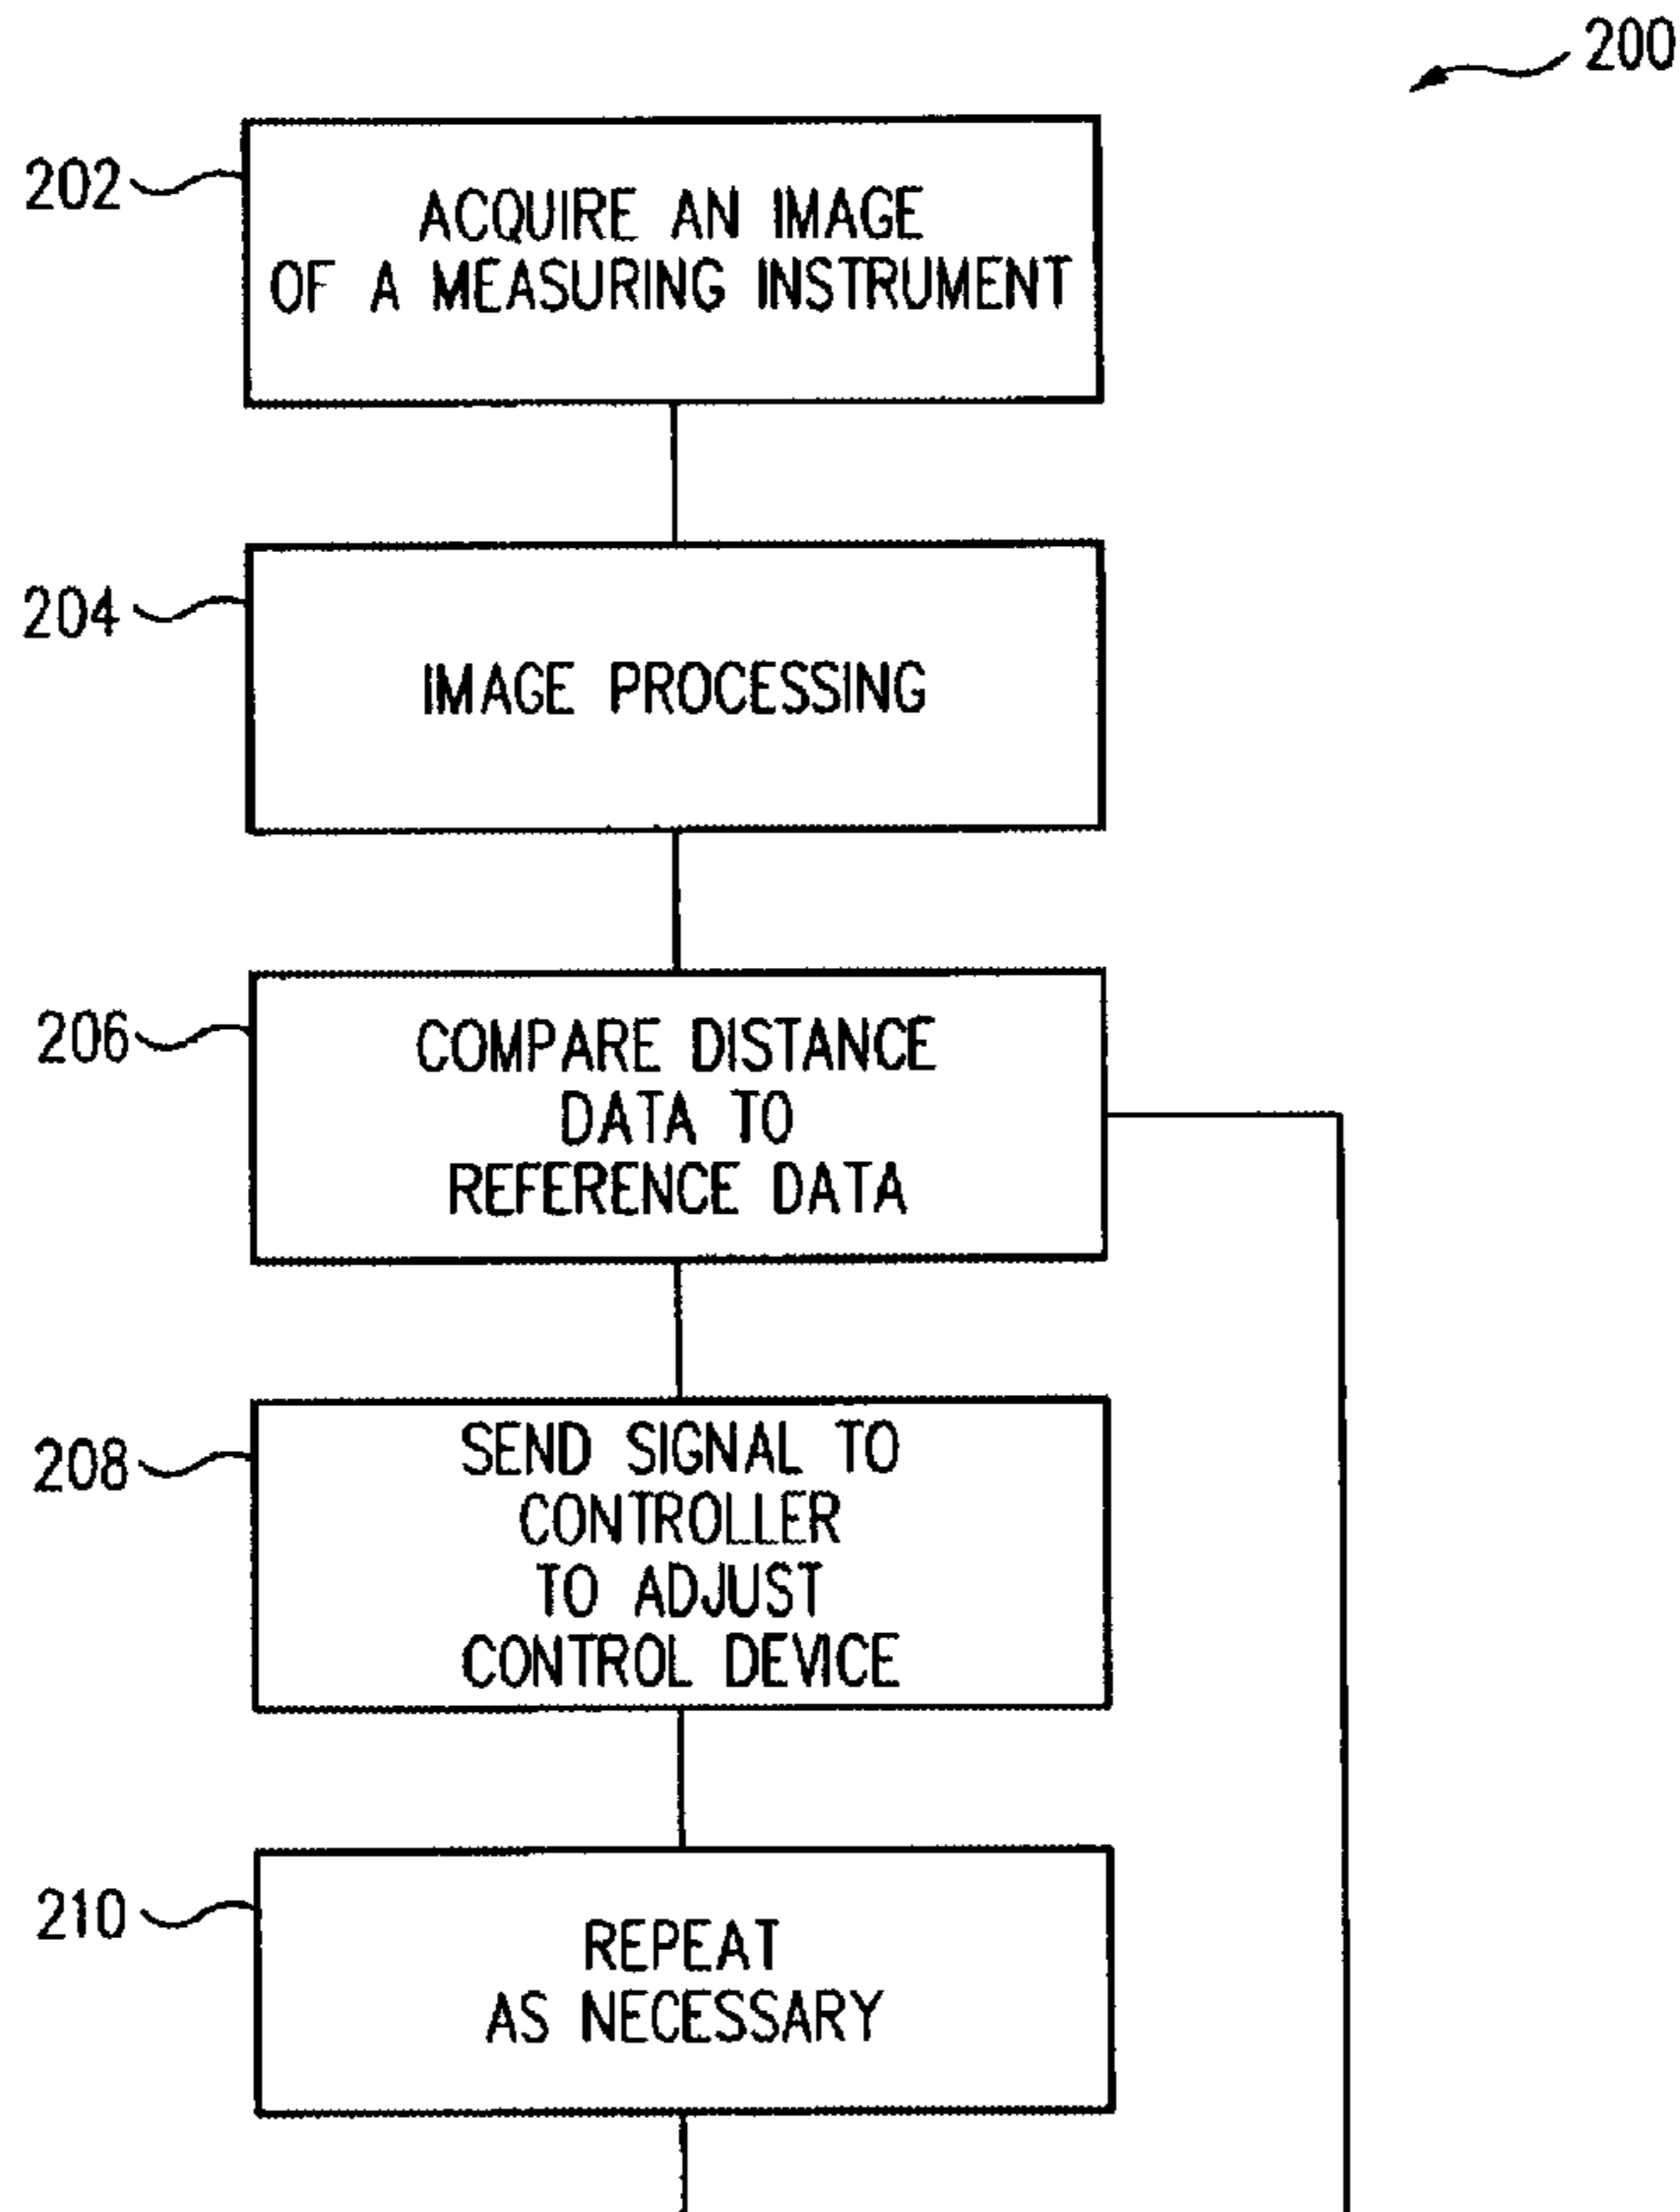 200
202
ACQUIRE AN IMAGE
OF A MEASURING INSTRUMENT
204
IMAGE PROCESSING
206
COMPARE DISTANCE
DATA TO
REFERENCE DATA
208
SEND SIGNAL TO
CONTROLLER
TO ADJUST
CONTROL DEVICE
210
REPEAT
AS NECESSARY